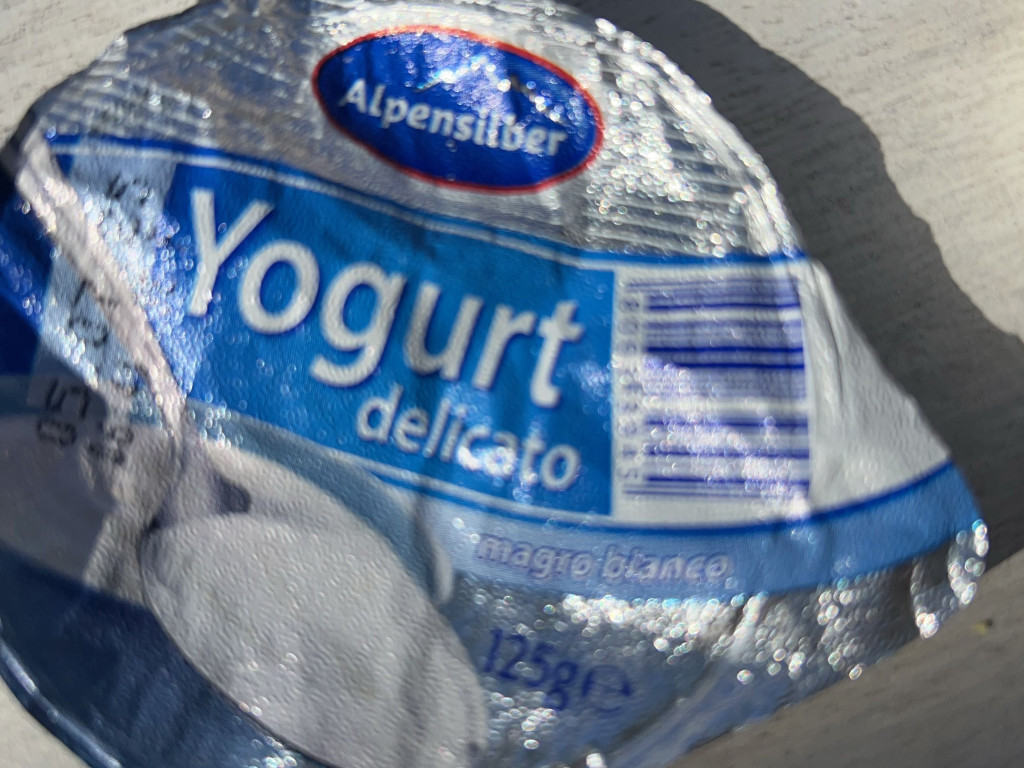 Alpensilber
Yogurt
delicato
magro bianco
125g e